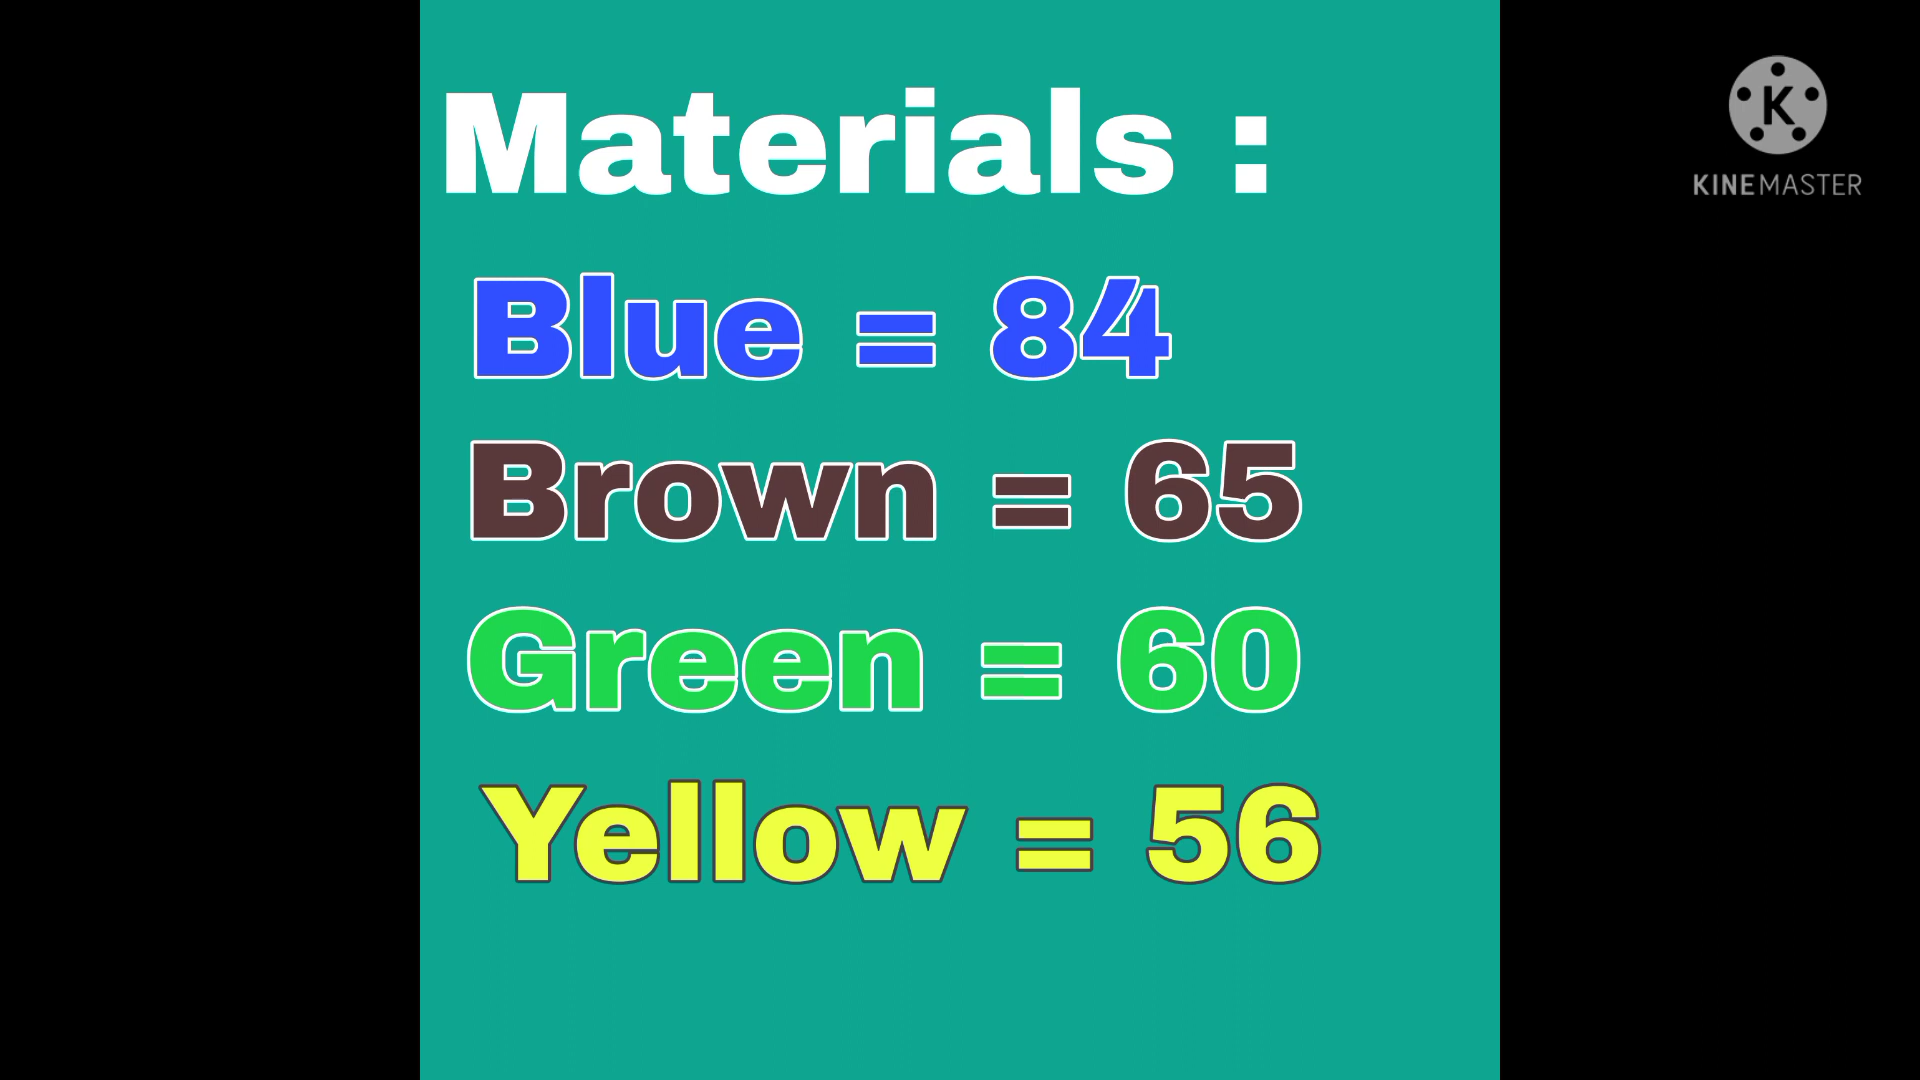 Materials :
Blue = 84
Brown = 65
Green = 60
Yellow = 56
K
KINEMASTER